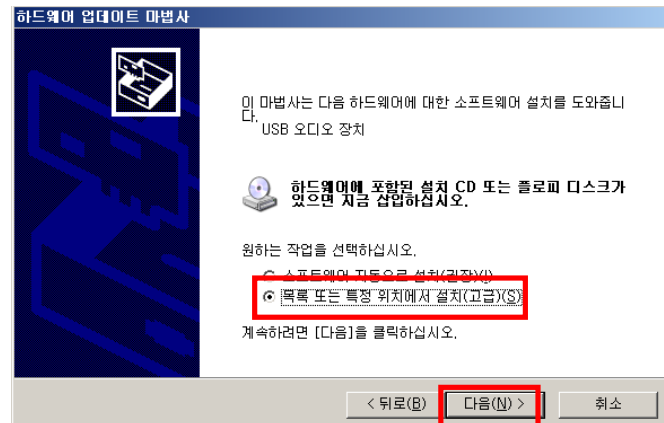 하드웨어 업데이트 마법사
이 마법사는 다음 하드웨어에 대한 소프트웨어 설치를 도와줍니
다.
USB 오디오 장치
하드웨어에 포함된 설치 CD 또는 플로피 디스크가
있으면 지금 삽입하십시오.
원하는 작업을 선택하십시오.
소프트웨어 자동으로 설치(권장)(I)
목록 또는 특정 위치에서 설치(고급)(S)
계속하려면 [다음]을 클릭하십시오.
< 뒤로(B)
다음(N) >
취소